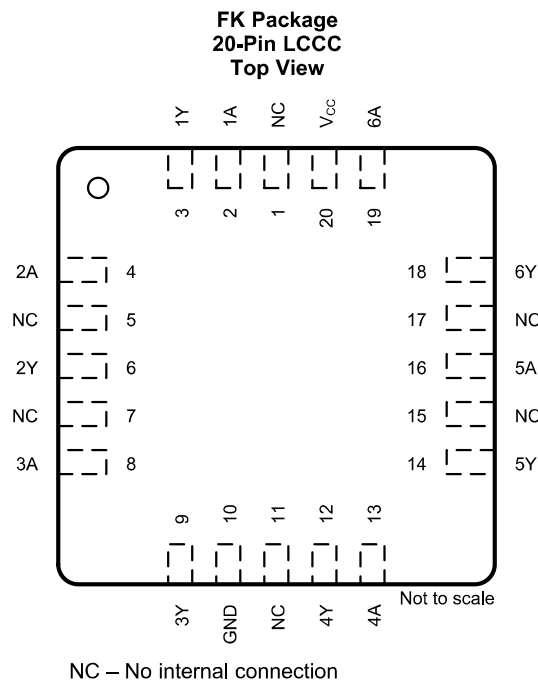 FK Package
20-Pin LCCC
Top View
1Y 1A NC VCC 6A
3 2 1 20 19
2A 4 18 6Y
NC 5 17 NC
2Y 6 16 5A
NC 7 15 NC
3A 8 14 5Y
9 10 11 12 13
3Y GND NC 4Y 4A
Not to scale
NC – No internal connection